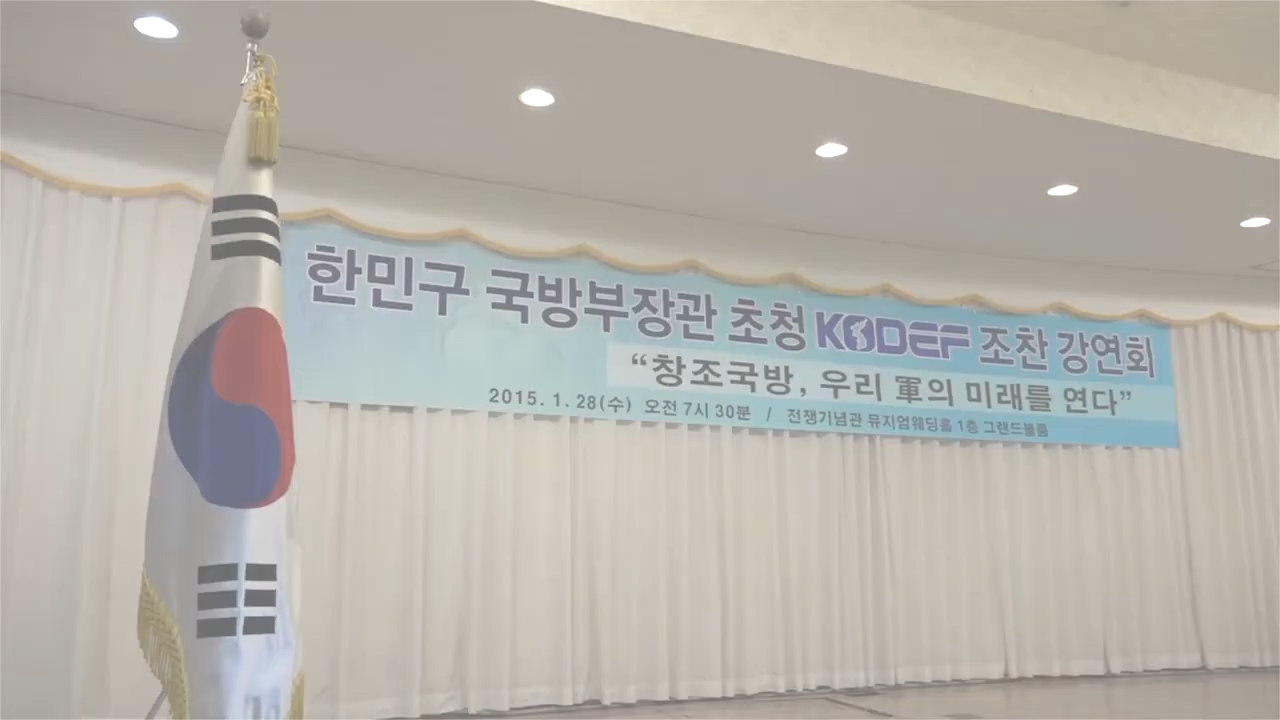 한민구 국방부장관 초청 KODEF 조찬 강연회
“창조국방, 우리 軍의 미래를 연다”
2015. 1. 28(수) 오전 7시 30분 / 전쟁기념관 뮤지엄웨딩홀 1층 그랜드볼룸